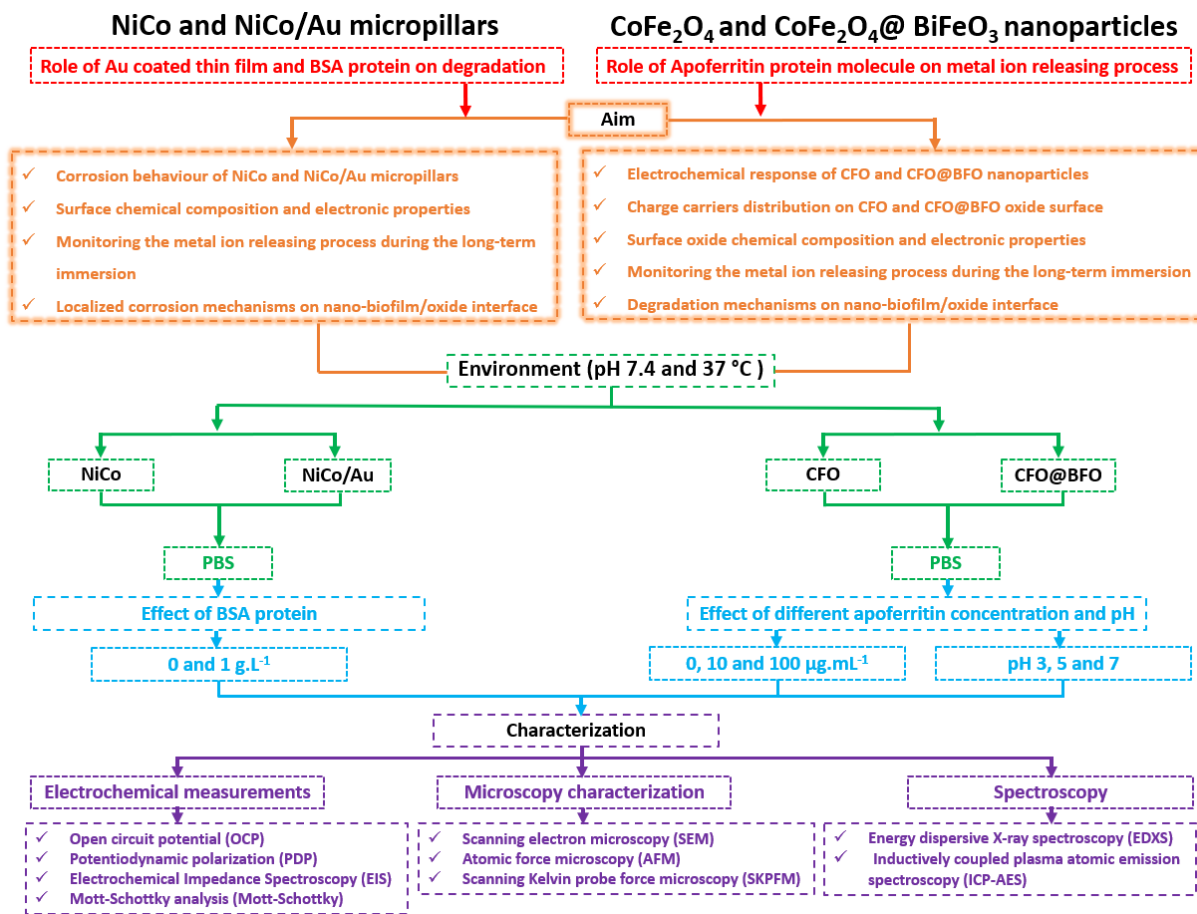 NiCo and NiCo/Au micropillars
CoFe₂O₄ and CoFe₂O₄@ BiFeO₃ nanoparticles
Role of Au coated thin film and BSA protein on degradation
Role of Apoferritin protein molecule on metal ion releasing process
Aim
✓ Corrosion behaviour of NiCo and NiCo/Au micropillars
✓ Surface chemical composition and electronic properties
✓ Monitoring the metal ion releasing process during the long-term
immersion
✓ Localized corrosion mechanisms on nano-biofilm/oxide interface
✓ Electrochemical response of CFO and CFO@BFO nanoparticles
✓ Charge carriers distribution on CFO and CFO@BFO oxide surface
✓ Surface oxide chemical composition and electronic properties
✓ Monitoring the metal ion releasing process during the long-term immersion
✓ Degradation mechanisms on nano-biofilm/oxide interface
Environment (pH 7.4 and 37 °C )
NiCo
NiCo/Au
CFO
CFO@BFO
PBS
PBS
Effect of BSA protein
Effect of different apoferritin concentration and pH
0 and 1 g.L⁻¹
0, 10 and 100 µg.mL⁻¹
pH 3, 5 and 7
Characterization
Electrochemical measurements
Microscopy characterization
Spectroscopy
✓ Open circuit potential (OCP)
✓ Potentiodynamic polarization (PDP)
✓ Electrochemical Impedance Spectroscopy (EIS)
✓ Mott-Schottky analysis (Mott-Schottky)
✓ Scanning electron microscopy (SEM)
✓ Atomic force microscopy (AFM)
✓ Scanning Kelvin probe force microscopy (SKPFM)
✓ Energy dispersive X-ray spectroscopy (EDXS)
✓ Inductively coupled plasma atomic emission
spectroscopy (ICP-AES)